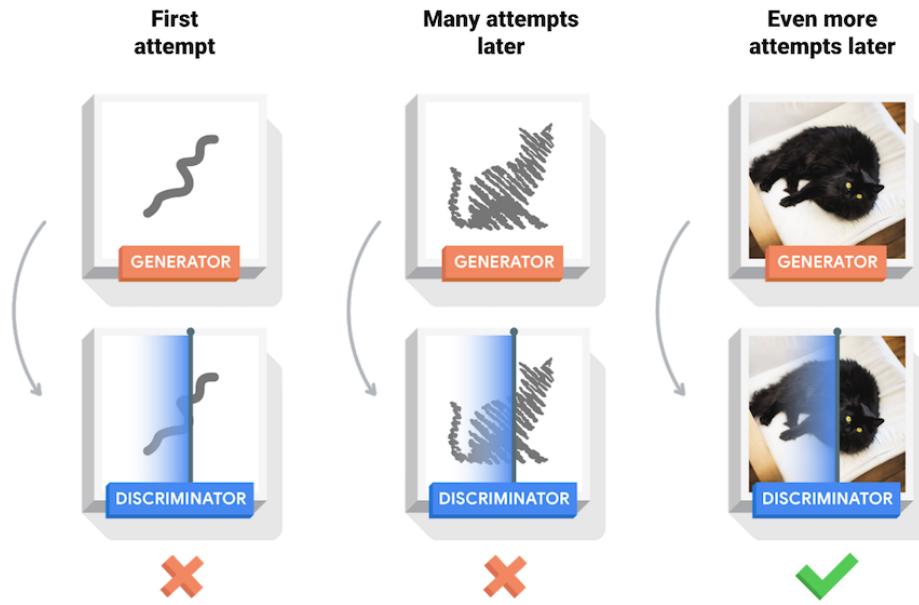 First
attempt
Many attempts
later
Even more
attempts later
GENERATOR
GENERATOR
GENERATOR
DISCRIMINATOR
DISCRIMINATOR
DISCRIMINATOR